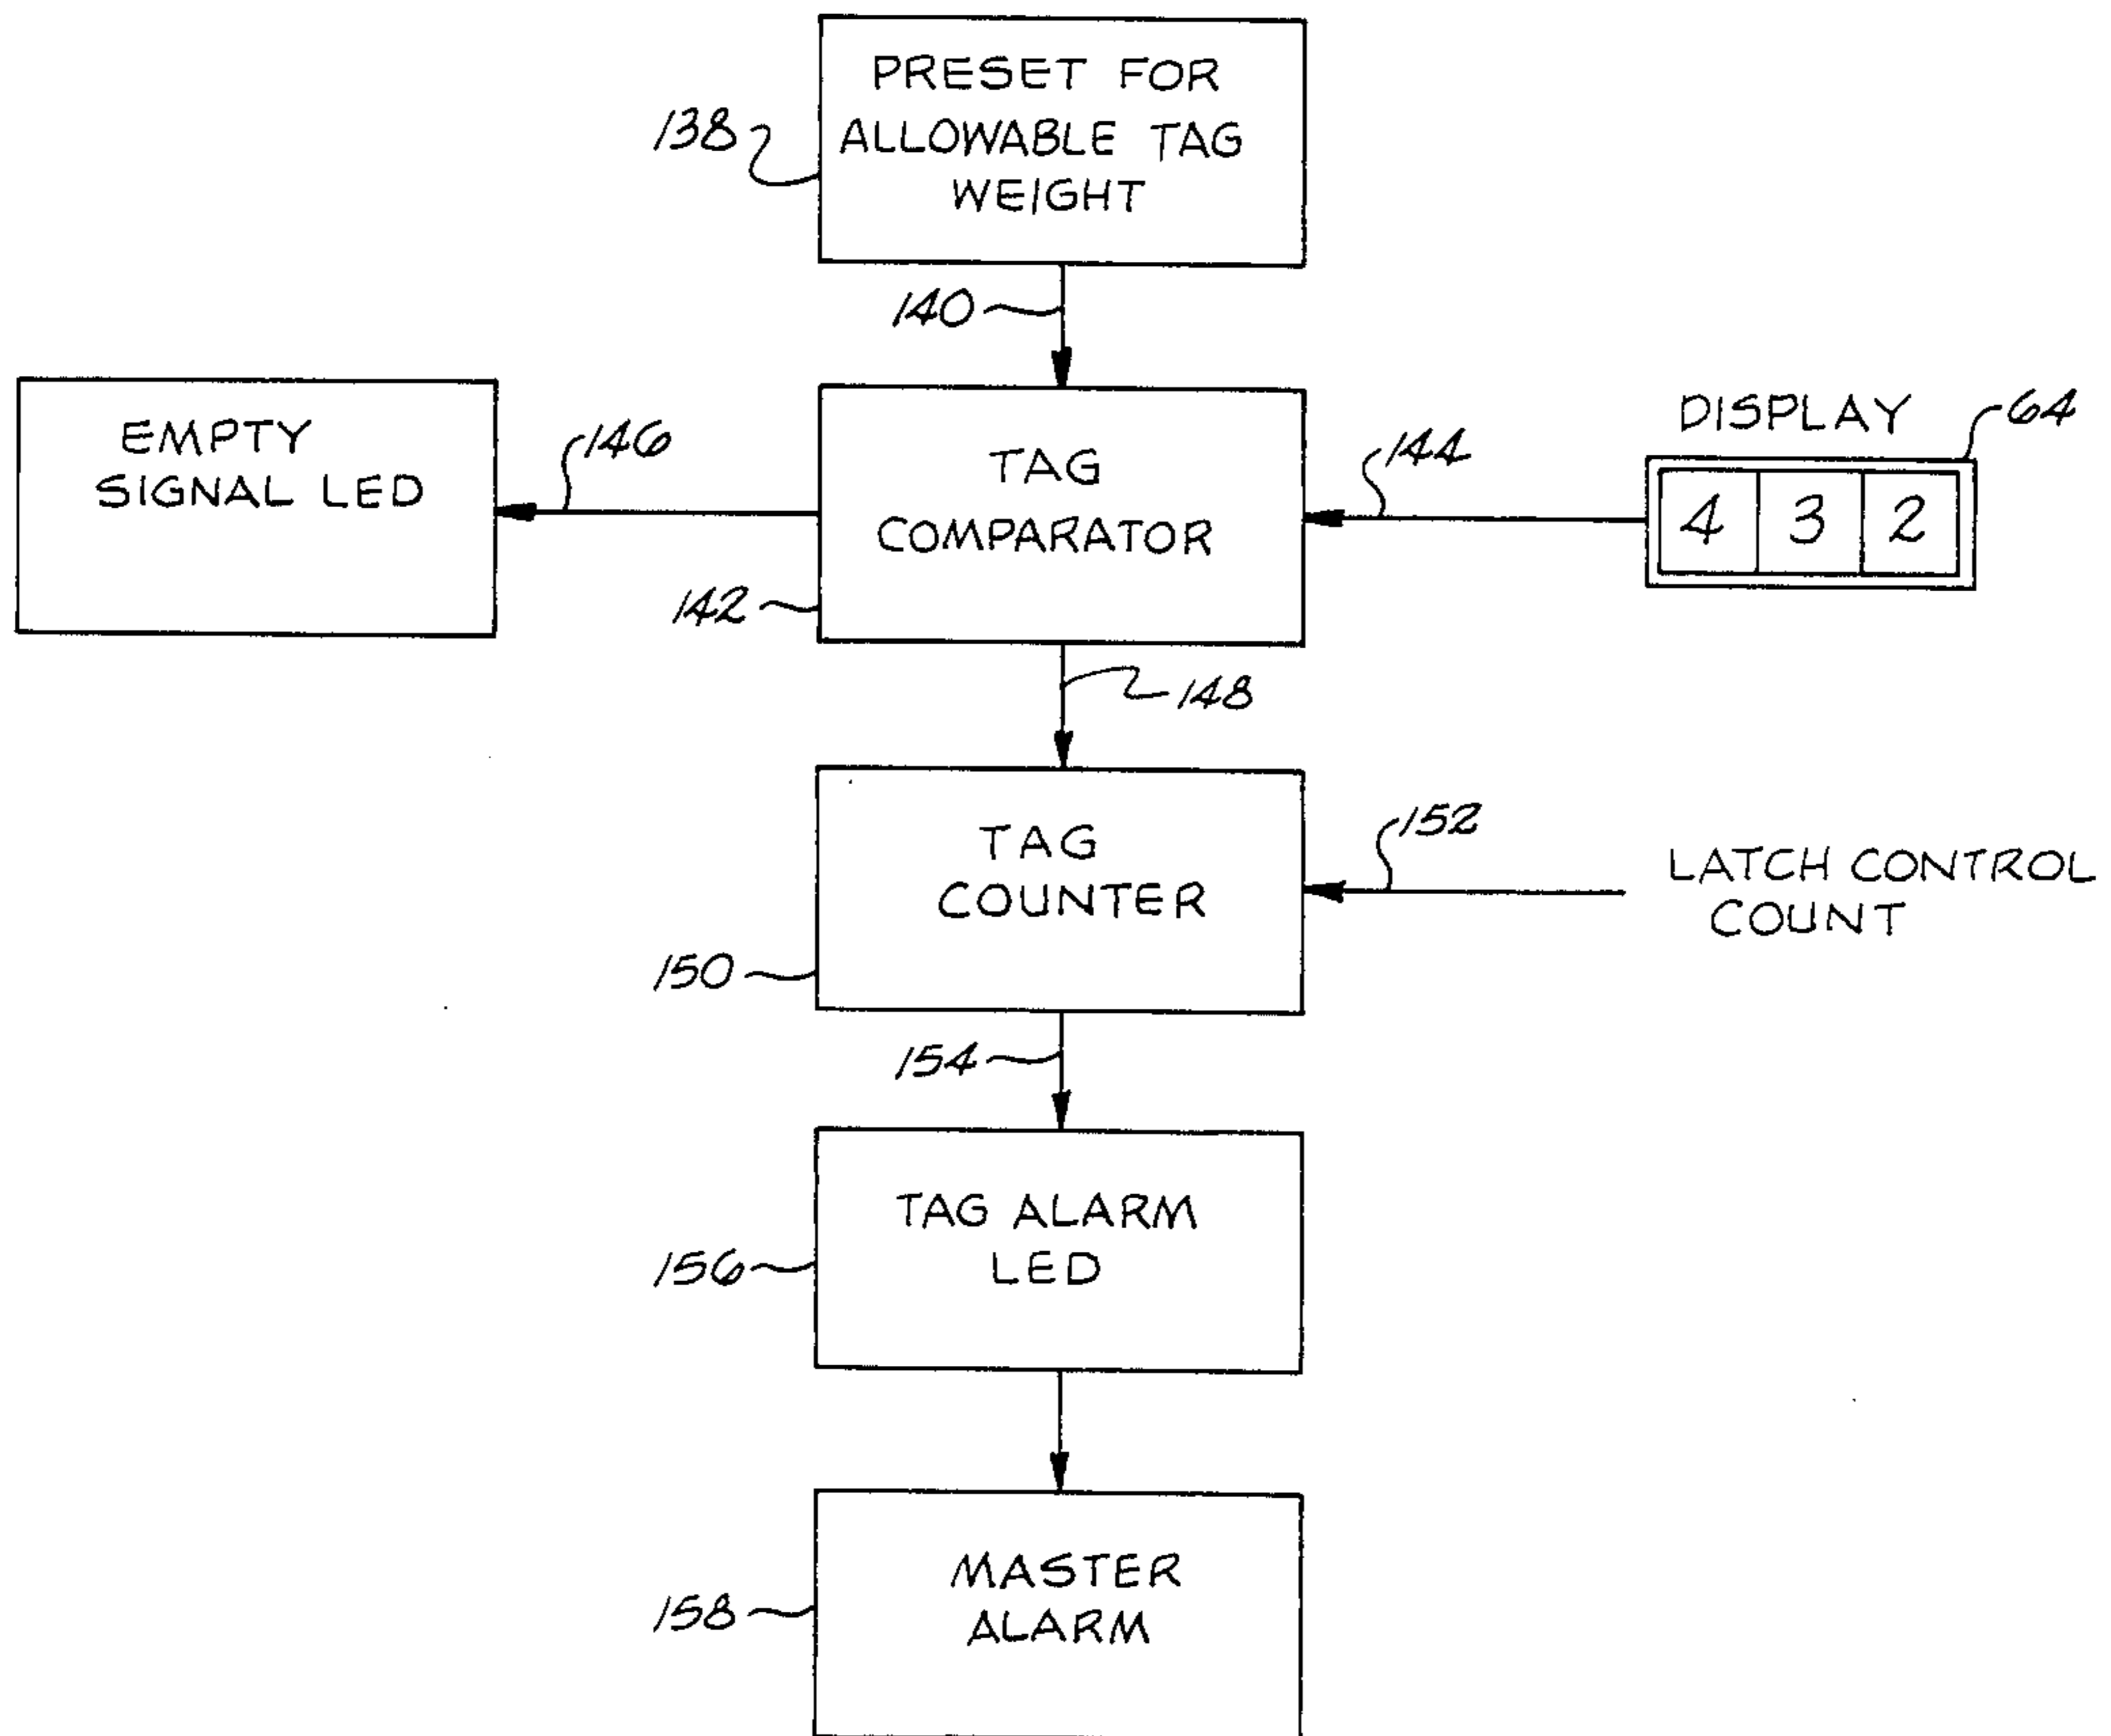 PRESET FOR
ALLOWABLE TAG
WEIGHT
138
140
EMPTY
SIGNAL LED
146
TAG
COMPARATOR
142
144
DISPLAY
64
4 3 2
148
TAG
COUNTER
150
152
LATCH CONTROL
COUNT
154
TAG ALARM
LED
156
MASTER
ALARM
158